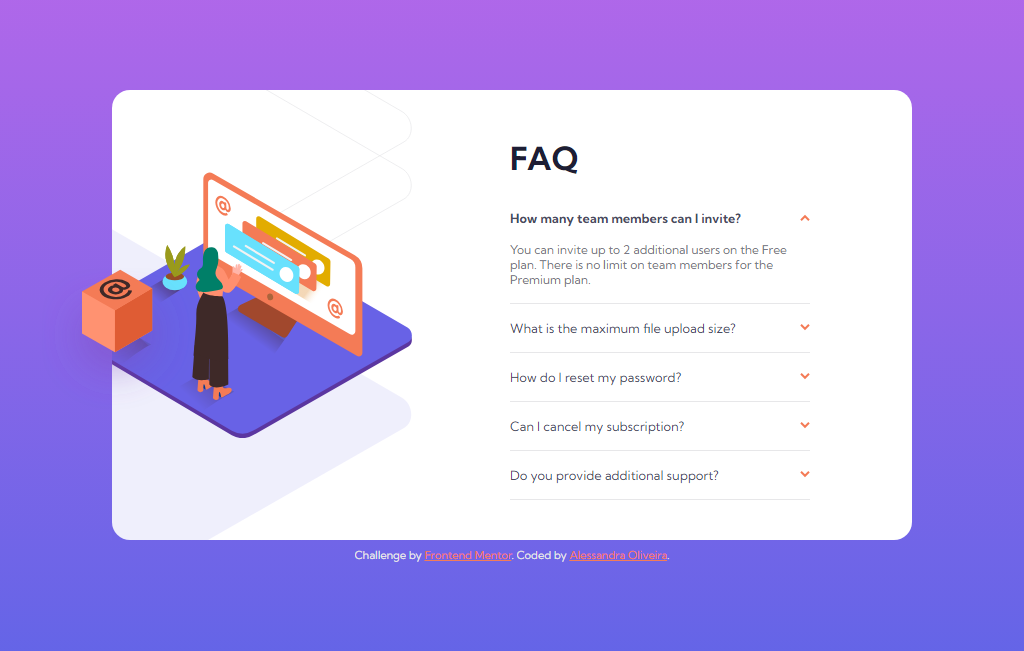 FAQ
How many team members can I invite?
You can invite up to 2 additional users on the Free
plan. There is no limit on team members for the
Premium plan.
What is the maximum file upload size?
How do I reset my password?
Can I cancel my subscription?
Do you provide additional support?
Challenge by Frontend Mentor. Coded by Alessandra Oliveira.
@
@
@